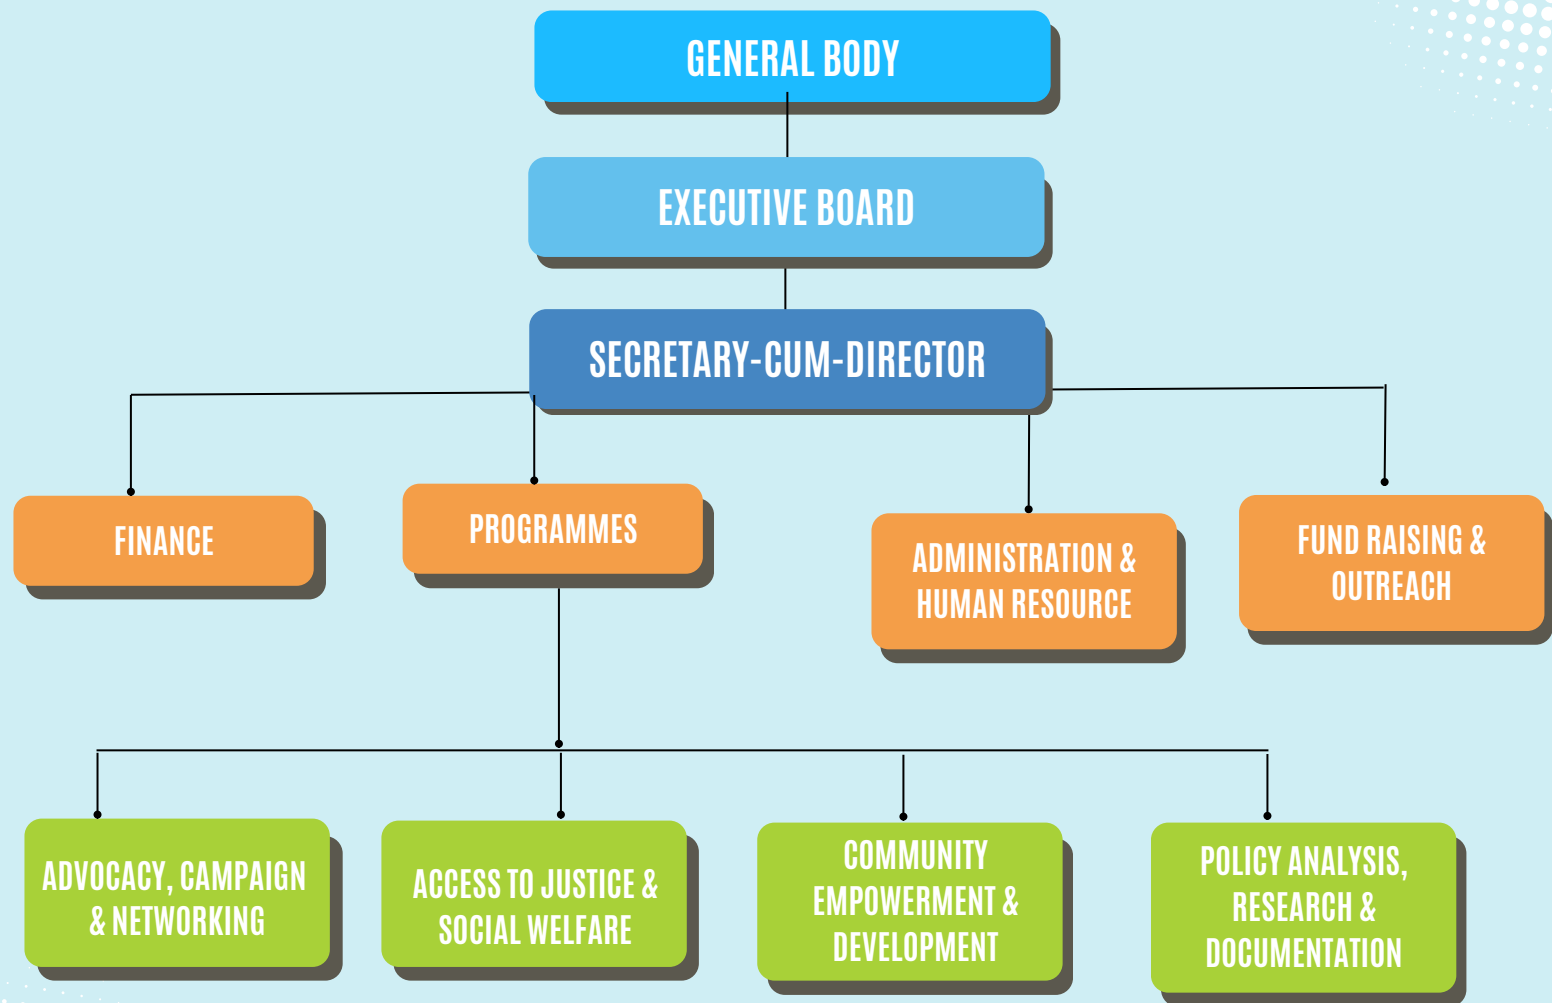 GENERAL BODY
EXECUTIVE BOARD
SECRETARY-CUM-DIRECTOR
FINANCE
PROGRAMMES
ADMINISTRATION &
HUMAN RESOURCE
FUND RAISING &
OUTREACH
ADVOCACY, CAMPAIGN
& NETWORKING
ACCESS TO JUSTICE &
SOCIAL WELFARE
COMMUNITY
EMPOWERMENT &
DEVELOPMENT
POLICY ANALYSIS,
RESEARCH &
DOCUMENTATION